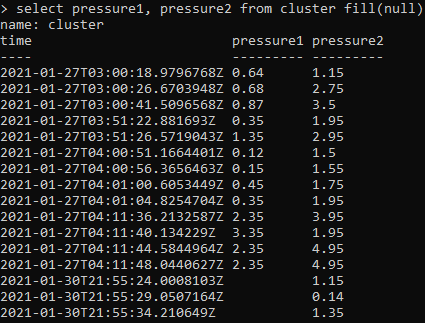 > select pressure1, pressure2 from cluster fill(null)
name: cluster
time pressure1 pressure2
---- --------- ---------
2021-01-27T03:00:18.9796768Z 0.64 1.15
2021-01-27T03:00:26.6703948Z 0.68 2.75
2021-01-27T03:00:41.5096568Z 0.87 3.5
2021-01-27T03:51:22.881693Z 0.35 1.95
2021-01-27T03:51:26.5719043Z 1.35 2.95
2021-01-27T04:00:51.1664401Z 0.12 1.5
2021-01-27T04:00:56.3656463Z 0.15 1.55
2021-01-27T04:01:00.6053449Z 0.45 1.75
2021-01-27T04:01:04.8254704Z 0.35 1.95
2021-01-27T04:11:36.2132587Z 2.35 3.95
2021-01-27T04:11:40.134229Z 3.35 1.95
2021-01-27T04:11:44.5844964Z 2.35 4.95
2021-01-27T04:11:48.0440627Z 2.35 4.95
2021-01-30T21:55:24.0008103Z 1.15
2021-01-30T21:55:29.0507164Z 0.14
2021-01-30T21:55:34.210649Z 1.35